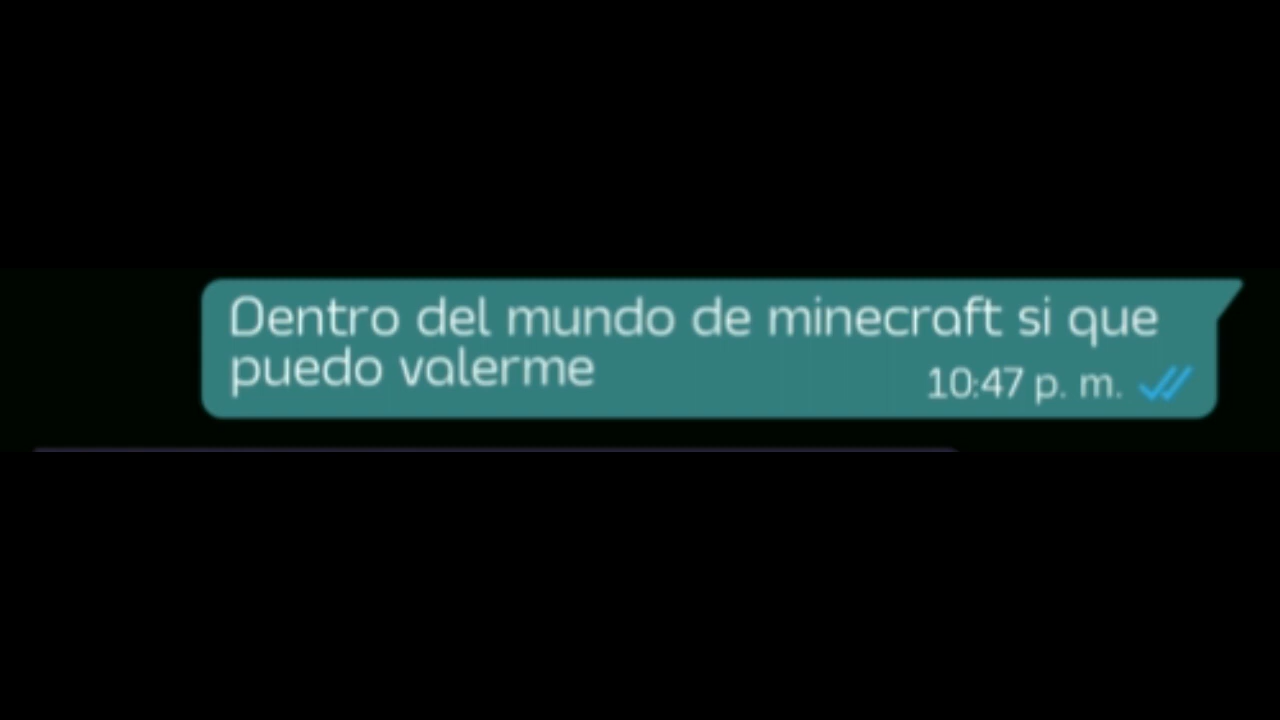 Dentro del mundo de minecraft si que
puedo valerme
10:47 p. m.